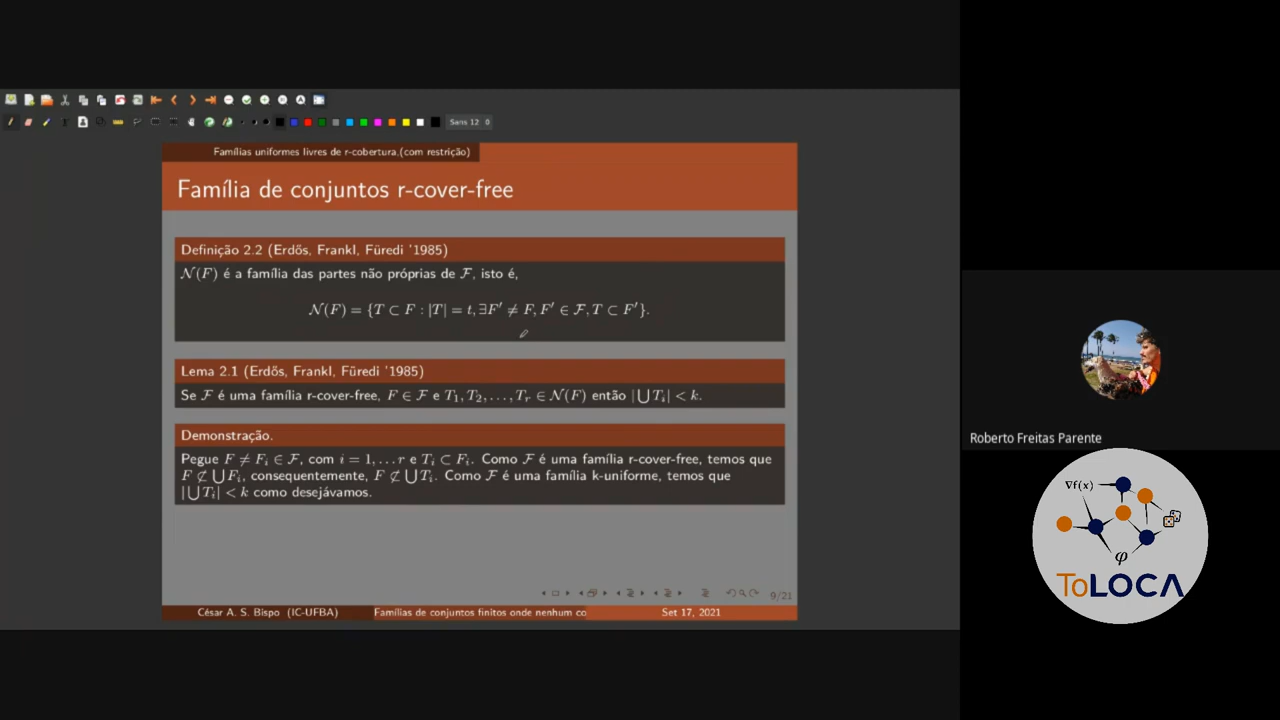 Sans 12
Famílias uniformes livres de r-cobertura,(com restrição)
Família de conjuntos r-cover-free
Definição 2.2 (Erdős, Frankl, Füredi '1985)
𝒩(F) é a família das partes não próprias de ℱ, isto é,
𝒩(F) = {T ⊂ F : |T| = t, ∃F′ ≠ F, F′ ∈ ℱ, T ⊂ F′}.
Lema 2.1 (Erdős, Frankl, Füredi '1985)
Se ℱ é uma família r-cover-free, F ∈ ℱ e T₁, T₂, . . . , Tᵣ ∈ 𝒩(F) então |⋃Tᵢ| < k.
Demonstração.
Pegue F ≠ Fᵢ ∈ ℱ, com i = 1, . . . r e Tᵢ ⊂ Fᵢ. Como ℱ é uma família r-cover-free, temos que
F ⊄ ⋃Fᵢ, consequentemente, F ⊄ ⋃Tᵢ. Como ℱ é uma família k-uniforme, temos que
|⋃Tᵢ| < k como desejávamos.
9/21
César A. S. Bispo (IC-UFBA) Famílias de conjuntos finitos onde nenhum co Set 17, 2021
Roberto Freitas Parente
∇f(x)
φ
ToLOCA